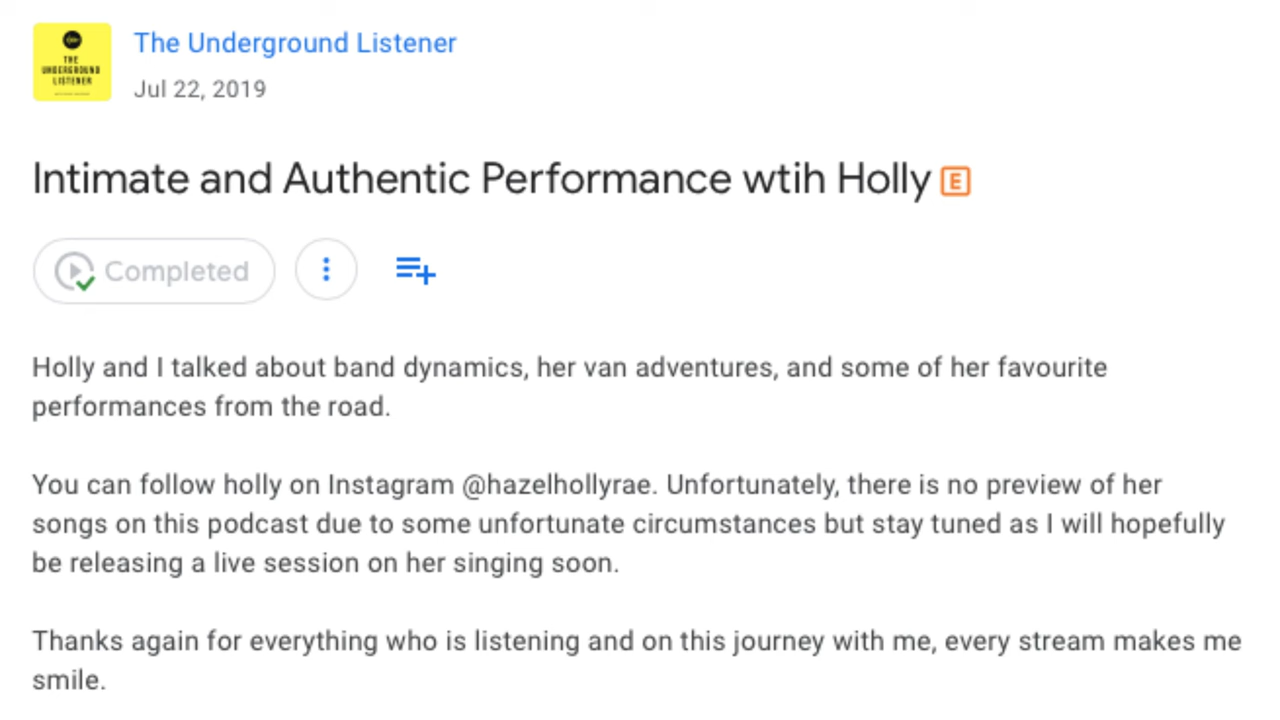 THE
UNDERGROUND
LISTENER
The Underground Listener
Jul 22, 2019
Intimate and Authentic Performance wtih Holly E
Completed
Holly and I talked about band dynamics, her van adventures, and some of her favourite
performances from the road.
You can follow holly on Instagram @hazelhollyrae. Unfortunately, there is no preview of her
songs on this podcast due to some unfortunate circumstances but stay tuned as I will hopefully
be releasing a live session on her singing soon.
Thanks again for everything who is listening and on this journey with me, every stream makes me
smile.